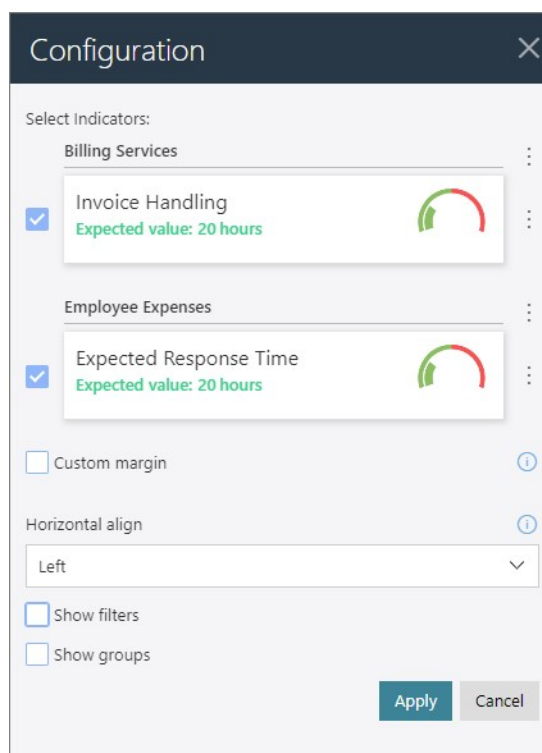 Configuration
Select Indicators:
Billing Services
Invoice Handling
Expected value: 20 hours
Employee Expenses
Expected Response Time
Expected value: 20 hours
Custom margin
Horizontal align
Left
Show filters
Show groups
Apply Cancel